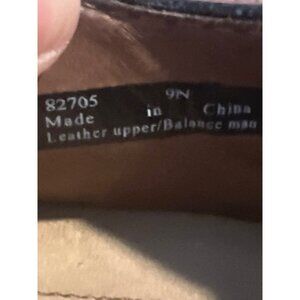 82705 9N
Made in China
Leather upper/Balance man